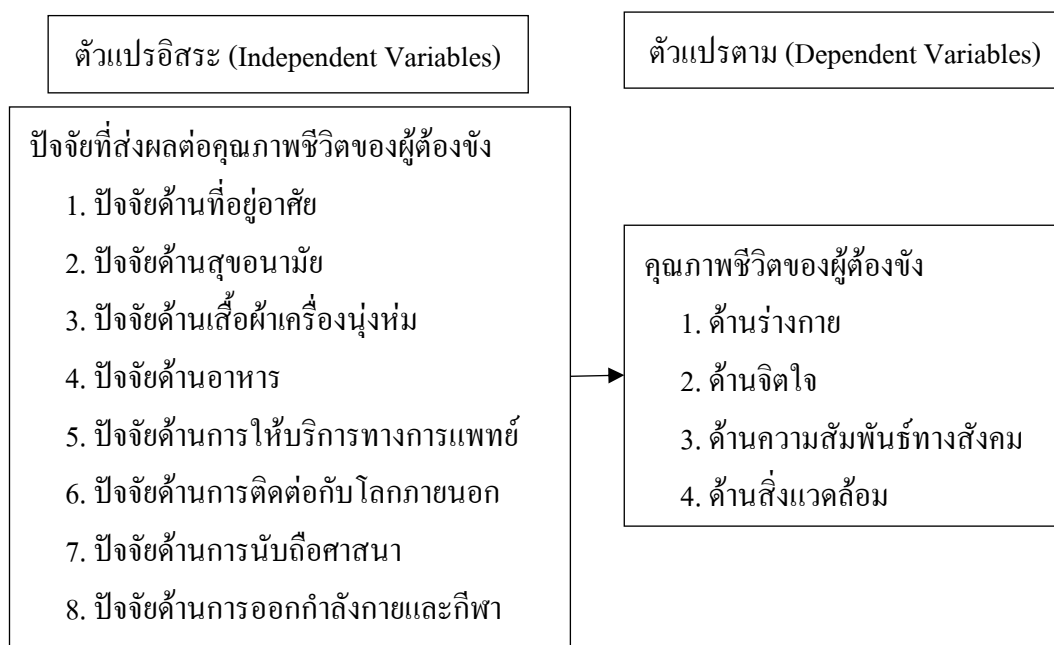 ตัวแปรอิสระ (Independent Variables)
ตัวแปรตาม (Dependent Variables)
ปัจจัยที่ส่งผลต่อคุณภาพชีวิตของผู้ต้องขัง
1. ปัจจัยด้านที่อยู่อาศัย
2. ปัจจัยด้านสุขอนามัย
3. ปัจจัยด้านเสื้อผ้าเครื่องนุ่งห่ม
4. ปัจจัยด้านอาหาร
5. ปัจจัยด้านการให้บริการทางการแพทย์
6. ปัจจัยด้านการติดต่อกับโลกภายนอก
7. ปัจจัยด้านการนับถือศาสนา
8. ปัจจัยด้านการออกกำลังกายและกีฬา
คุณภาพชีวิตของผู้ต้องขัง
1. ด้านร่างกาย
2. ด้านจิตใจ
3. ด้านความสัมพันธ์ทางสังคม
4. ด้านสิ่งแวดล้อม